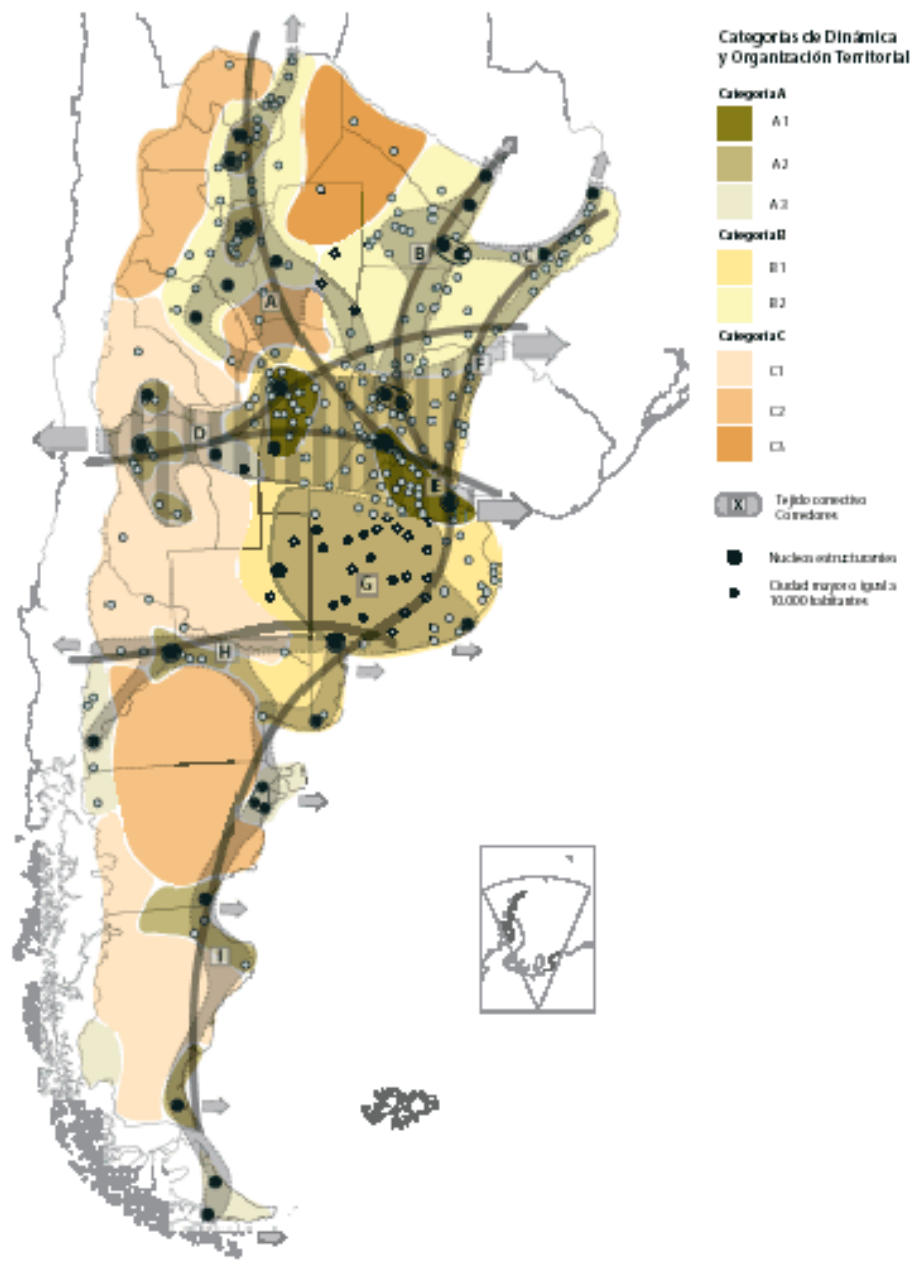 Categorías de Dinámica
y Organización Territorial
Categoría A
A 1
A 2
A 3
Categoría B
B 1
B 2
Categoría C
C1
C2
C3
X
Tejido conectivo
Corredores
Nucleos estructurantes
Ciudad mayor o igual a
10.000 habitantes
B
C
A
F
D
E
G
H
I